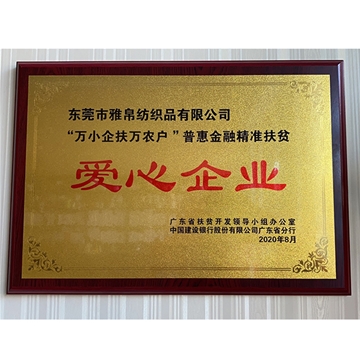 东莞市雅帛纺织品有限公司
“万小企扶万农户”普惠金融精准扶贫
爱心企业
广东省扶贫开发领导小组办公室
中国建设银行股份有限公司广东省分行
2020年8月